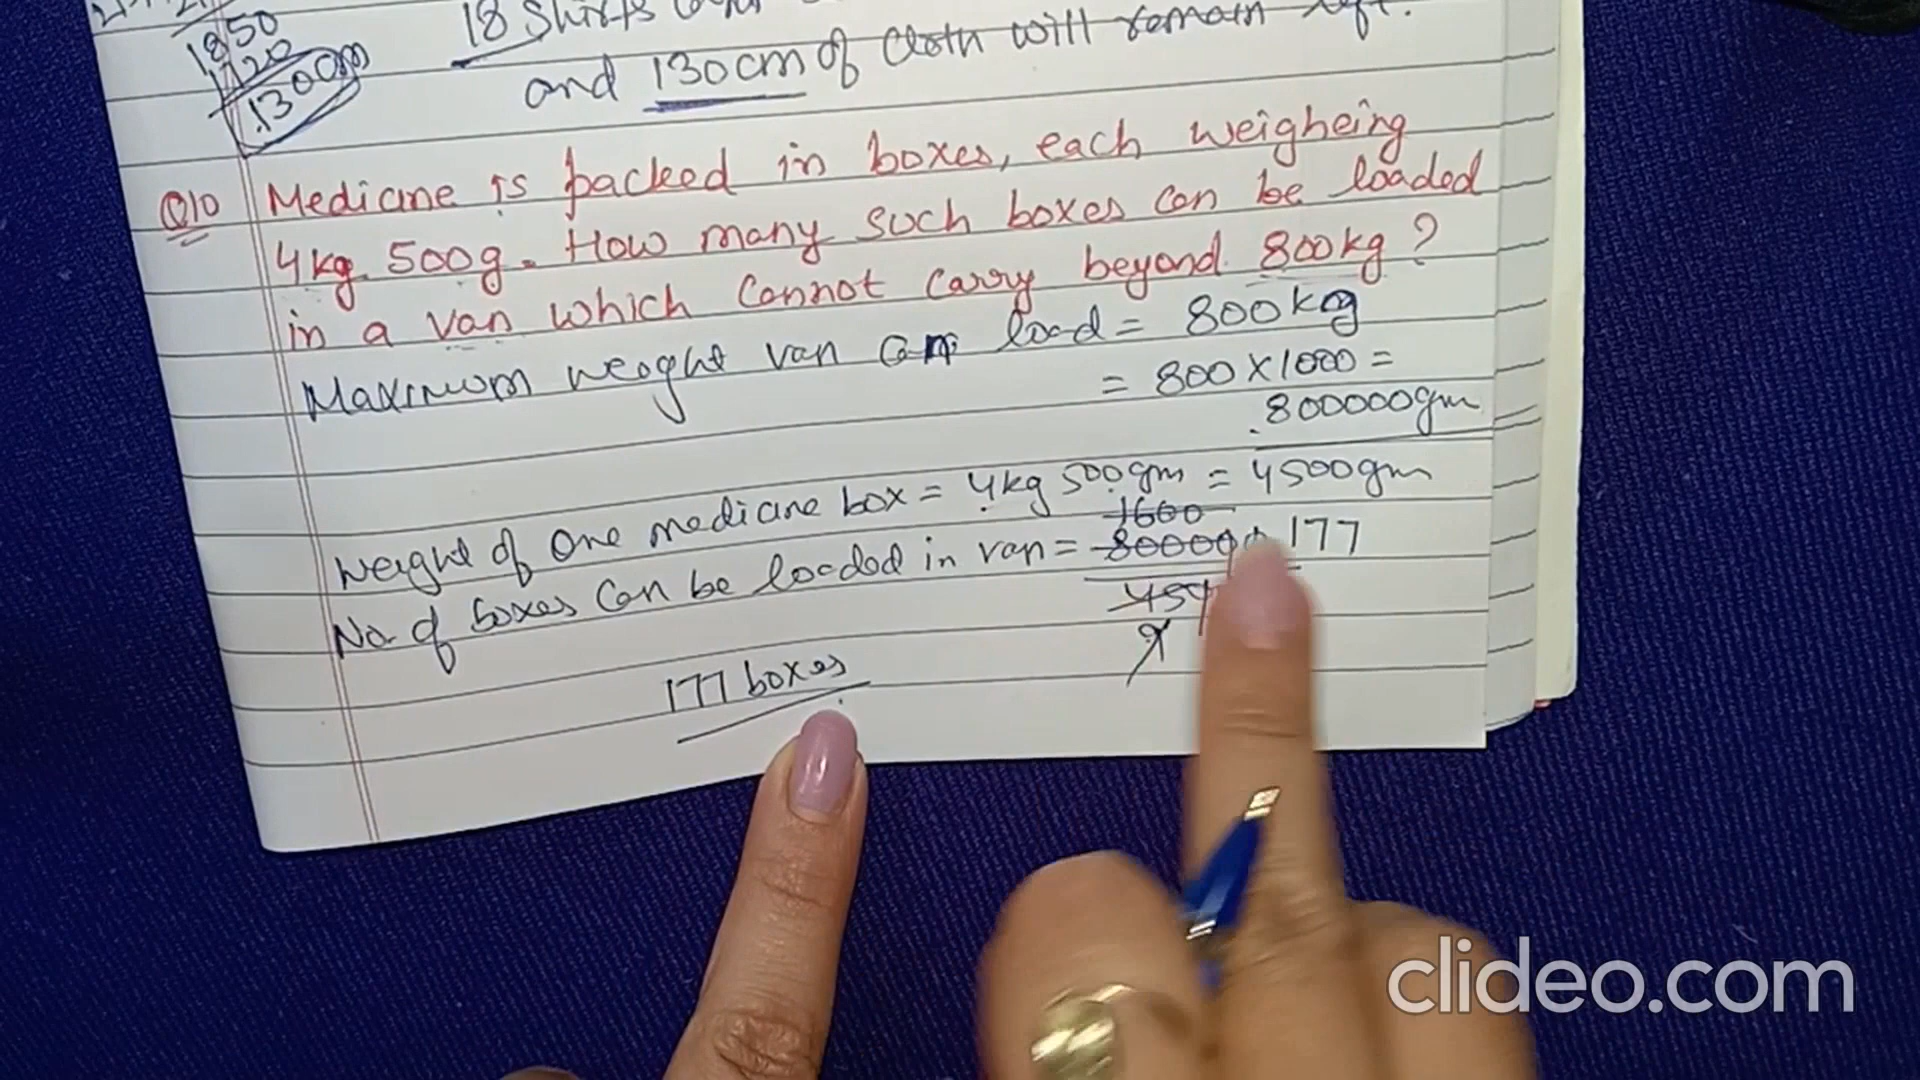 1850
1720
130cm
18 Shirts
and 130cm of Cloth will remain left.
Q10 Medicine is packed in boxes, each weigheing
4kg 500g. How many such boxes can be loaded
in a van which cannot carry beyond 800kg?
Maximum weight van can load = 800kg
= 800 x 1000 =
800000gm
Weight of One medicine box = 4kg 500gm = 4500gm
1600
No. of boxes can be loaded in van = 800000 177
450
9
177 boxes
clideo.com